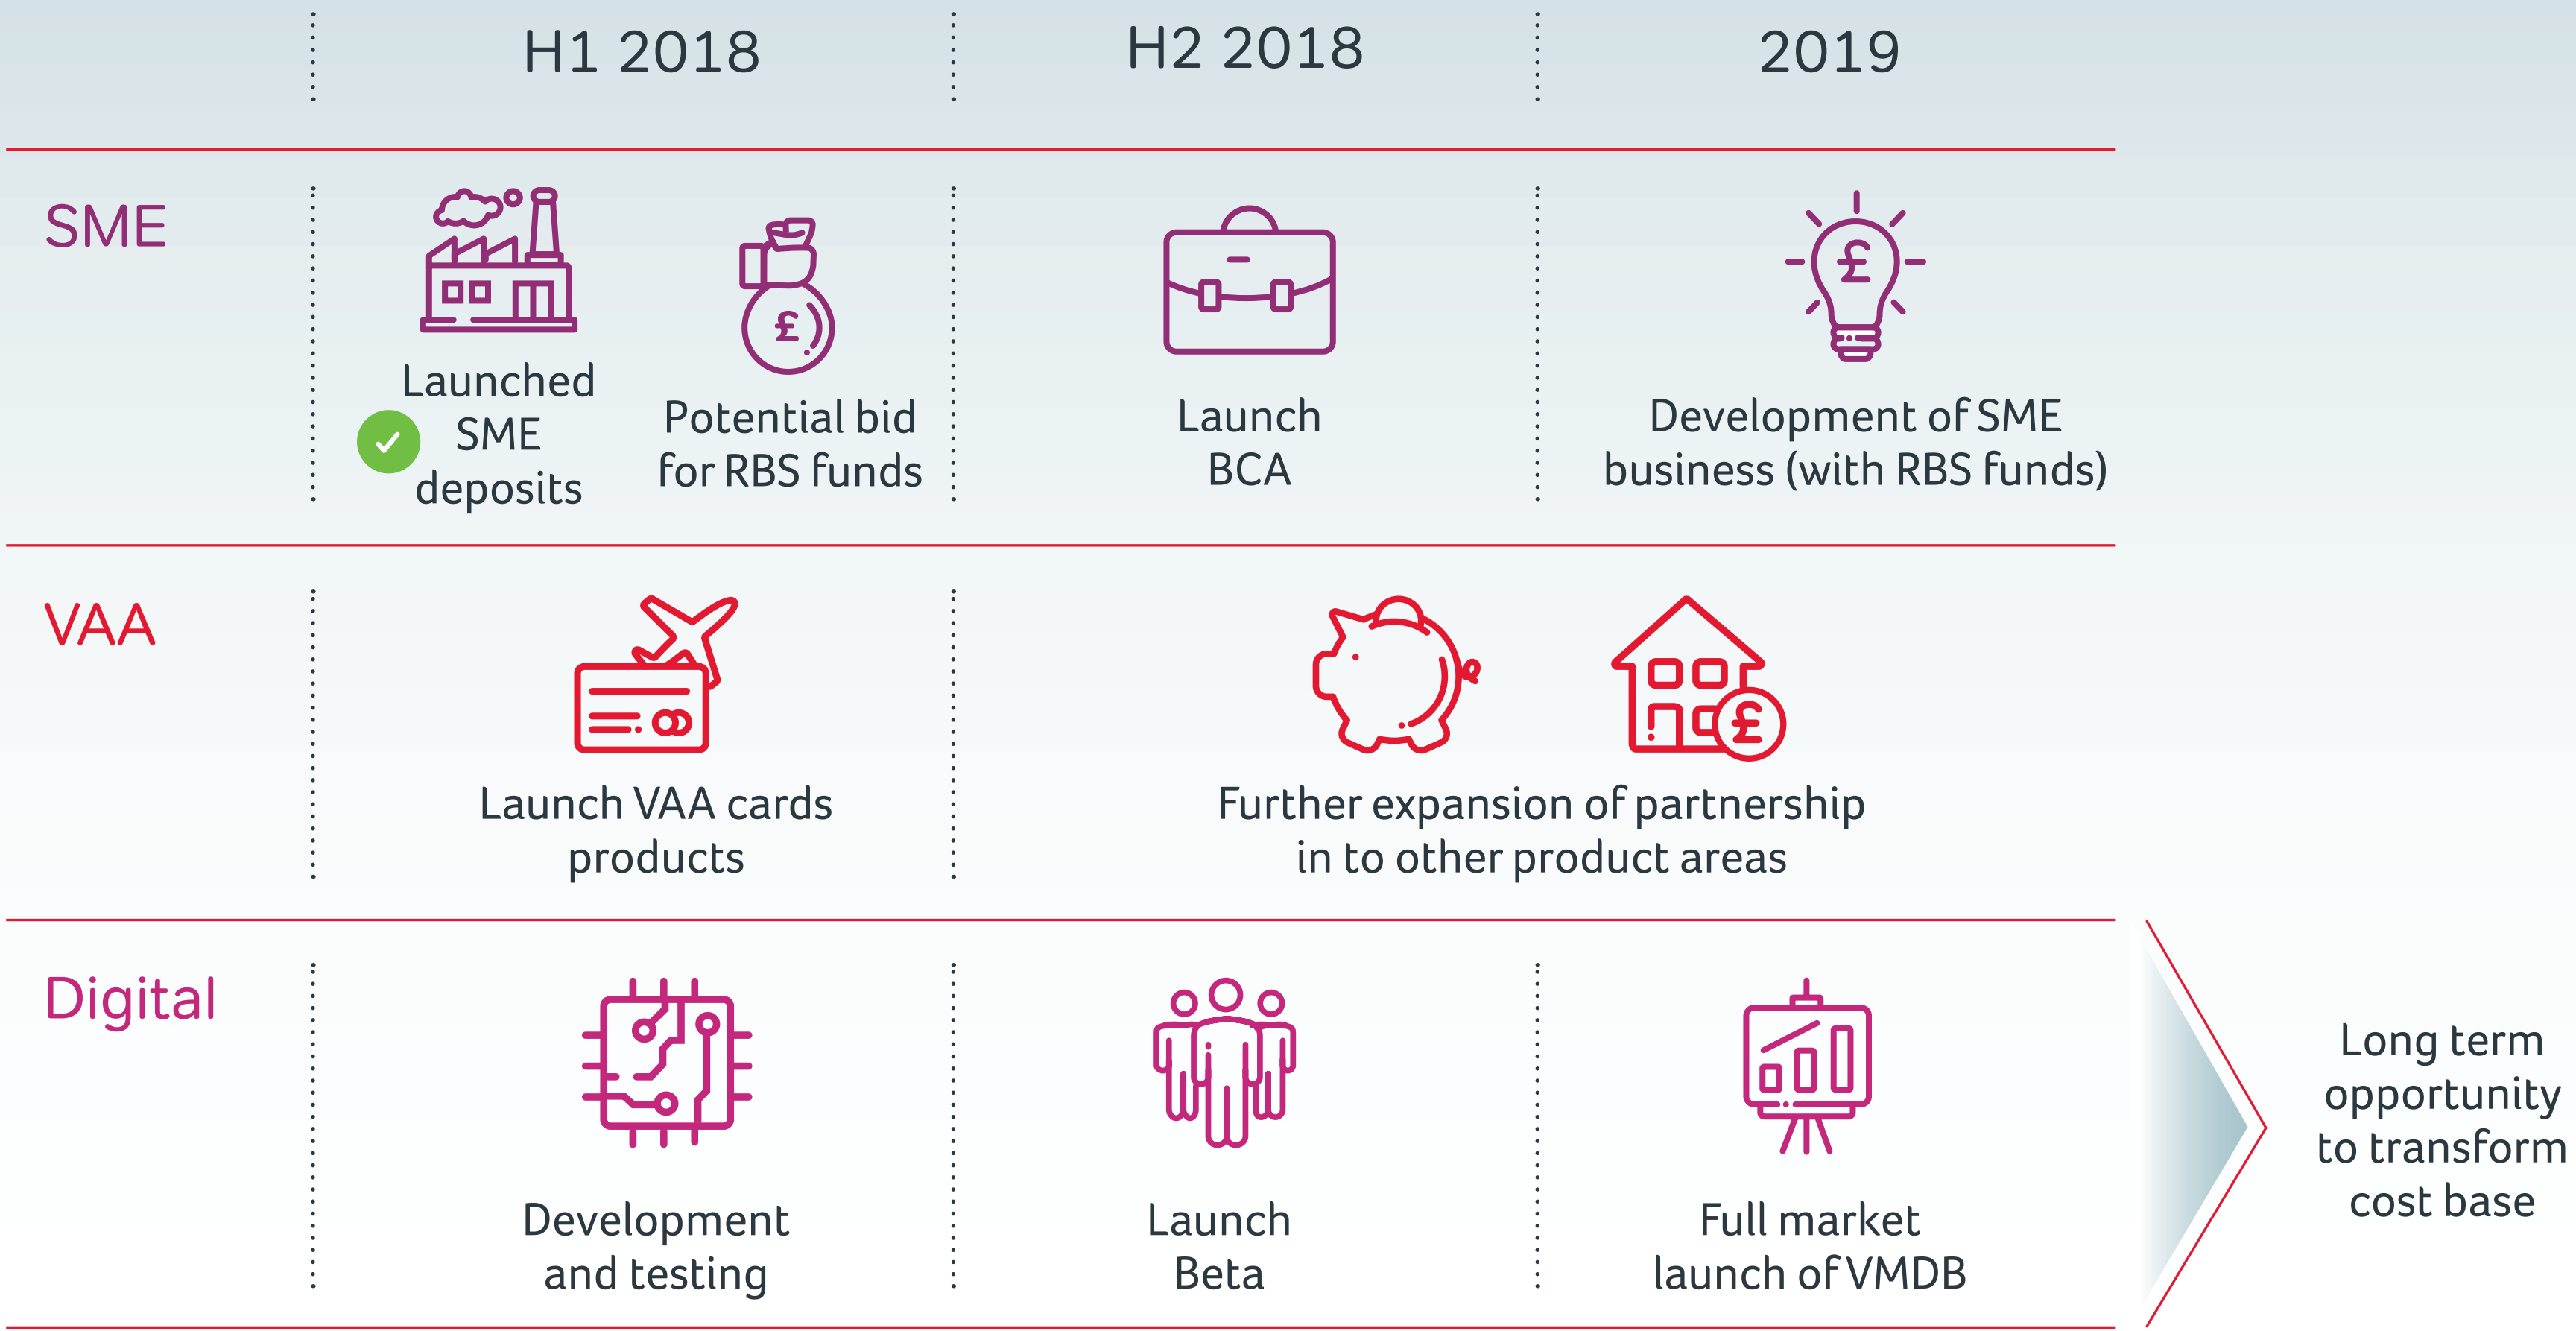 H1 2018
H2 2018
2019
SME
Launched
SME
deposits
Potential bid
for RBS funds
Launch
BCA
Development of SME
business (with RBS funds)
VAA
Launch VAA cards
products
Further expansion of partnership
in to other product areas
Digital
Development
and testing
Launch
Beta
Full market
launch of VMDB
Long term
opportunity
to transform
cost base